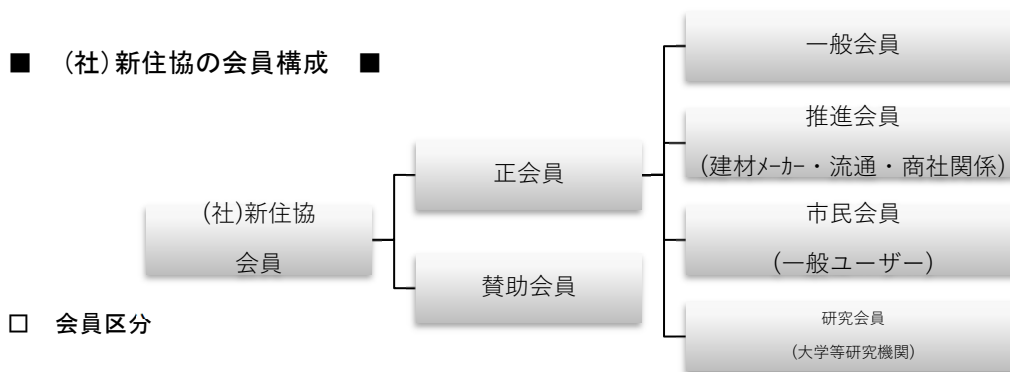 ■ （社）新住協の会員構成 ■
(社)新住協
会員
正会員
賛助会員
一般会員
推進会員
(建材ﾒｰｶｰ・流通・商社関係)
市民会員
(一般ユーザー)
研究会員
(大学等研究機関)
□ 会員区分